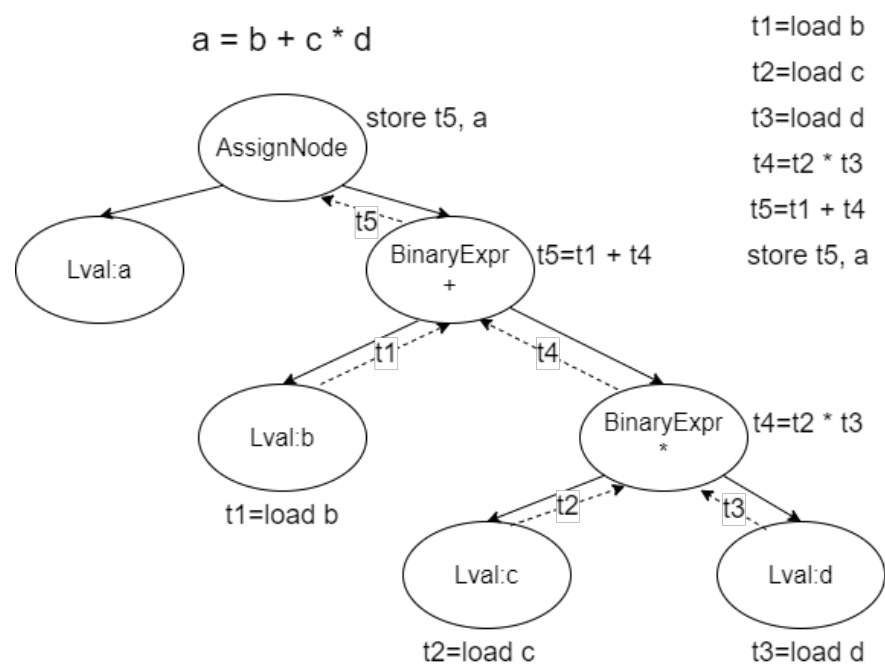 a = b + c * d
t1=load b
t2=load c
t3=load d
t4=t2 * t3
t5=t1 + t4
store t5, a
store t5, a
AssignNode
t5
Lval:a
BinaryExpr
+
t5=t1 + t4
t1
t4
Lval:b
BinaryExpr
*
t4=t2 * t3
t1=load b
t2
t3
Lval:c
Lval:d
t2=load c
t3=load d